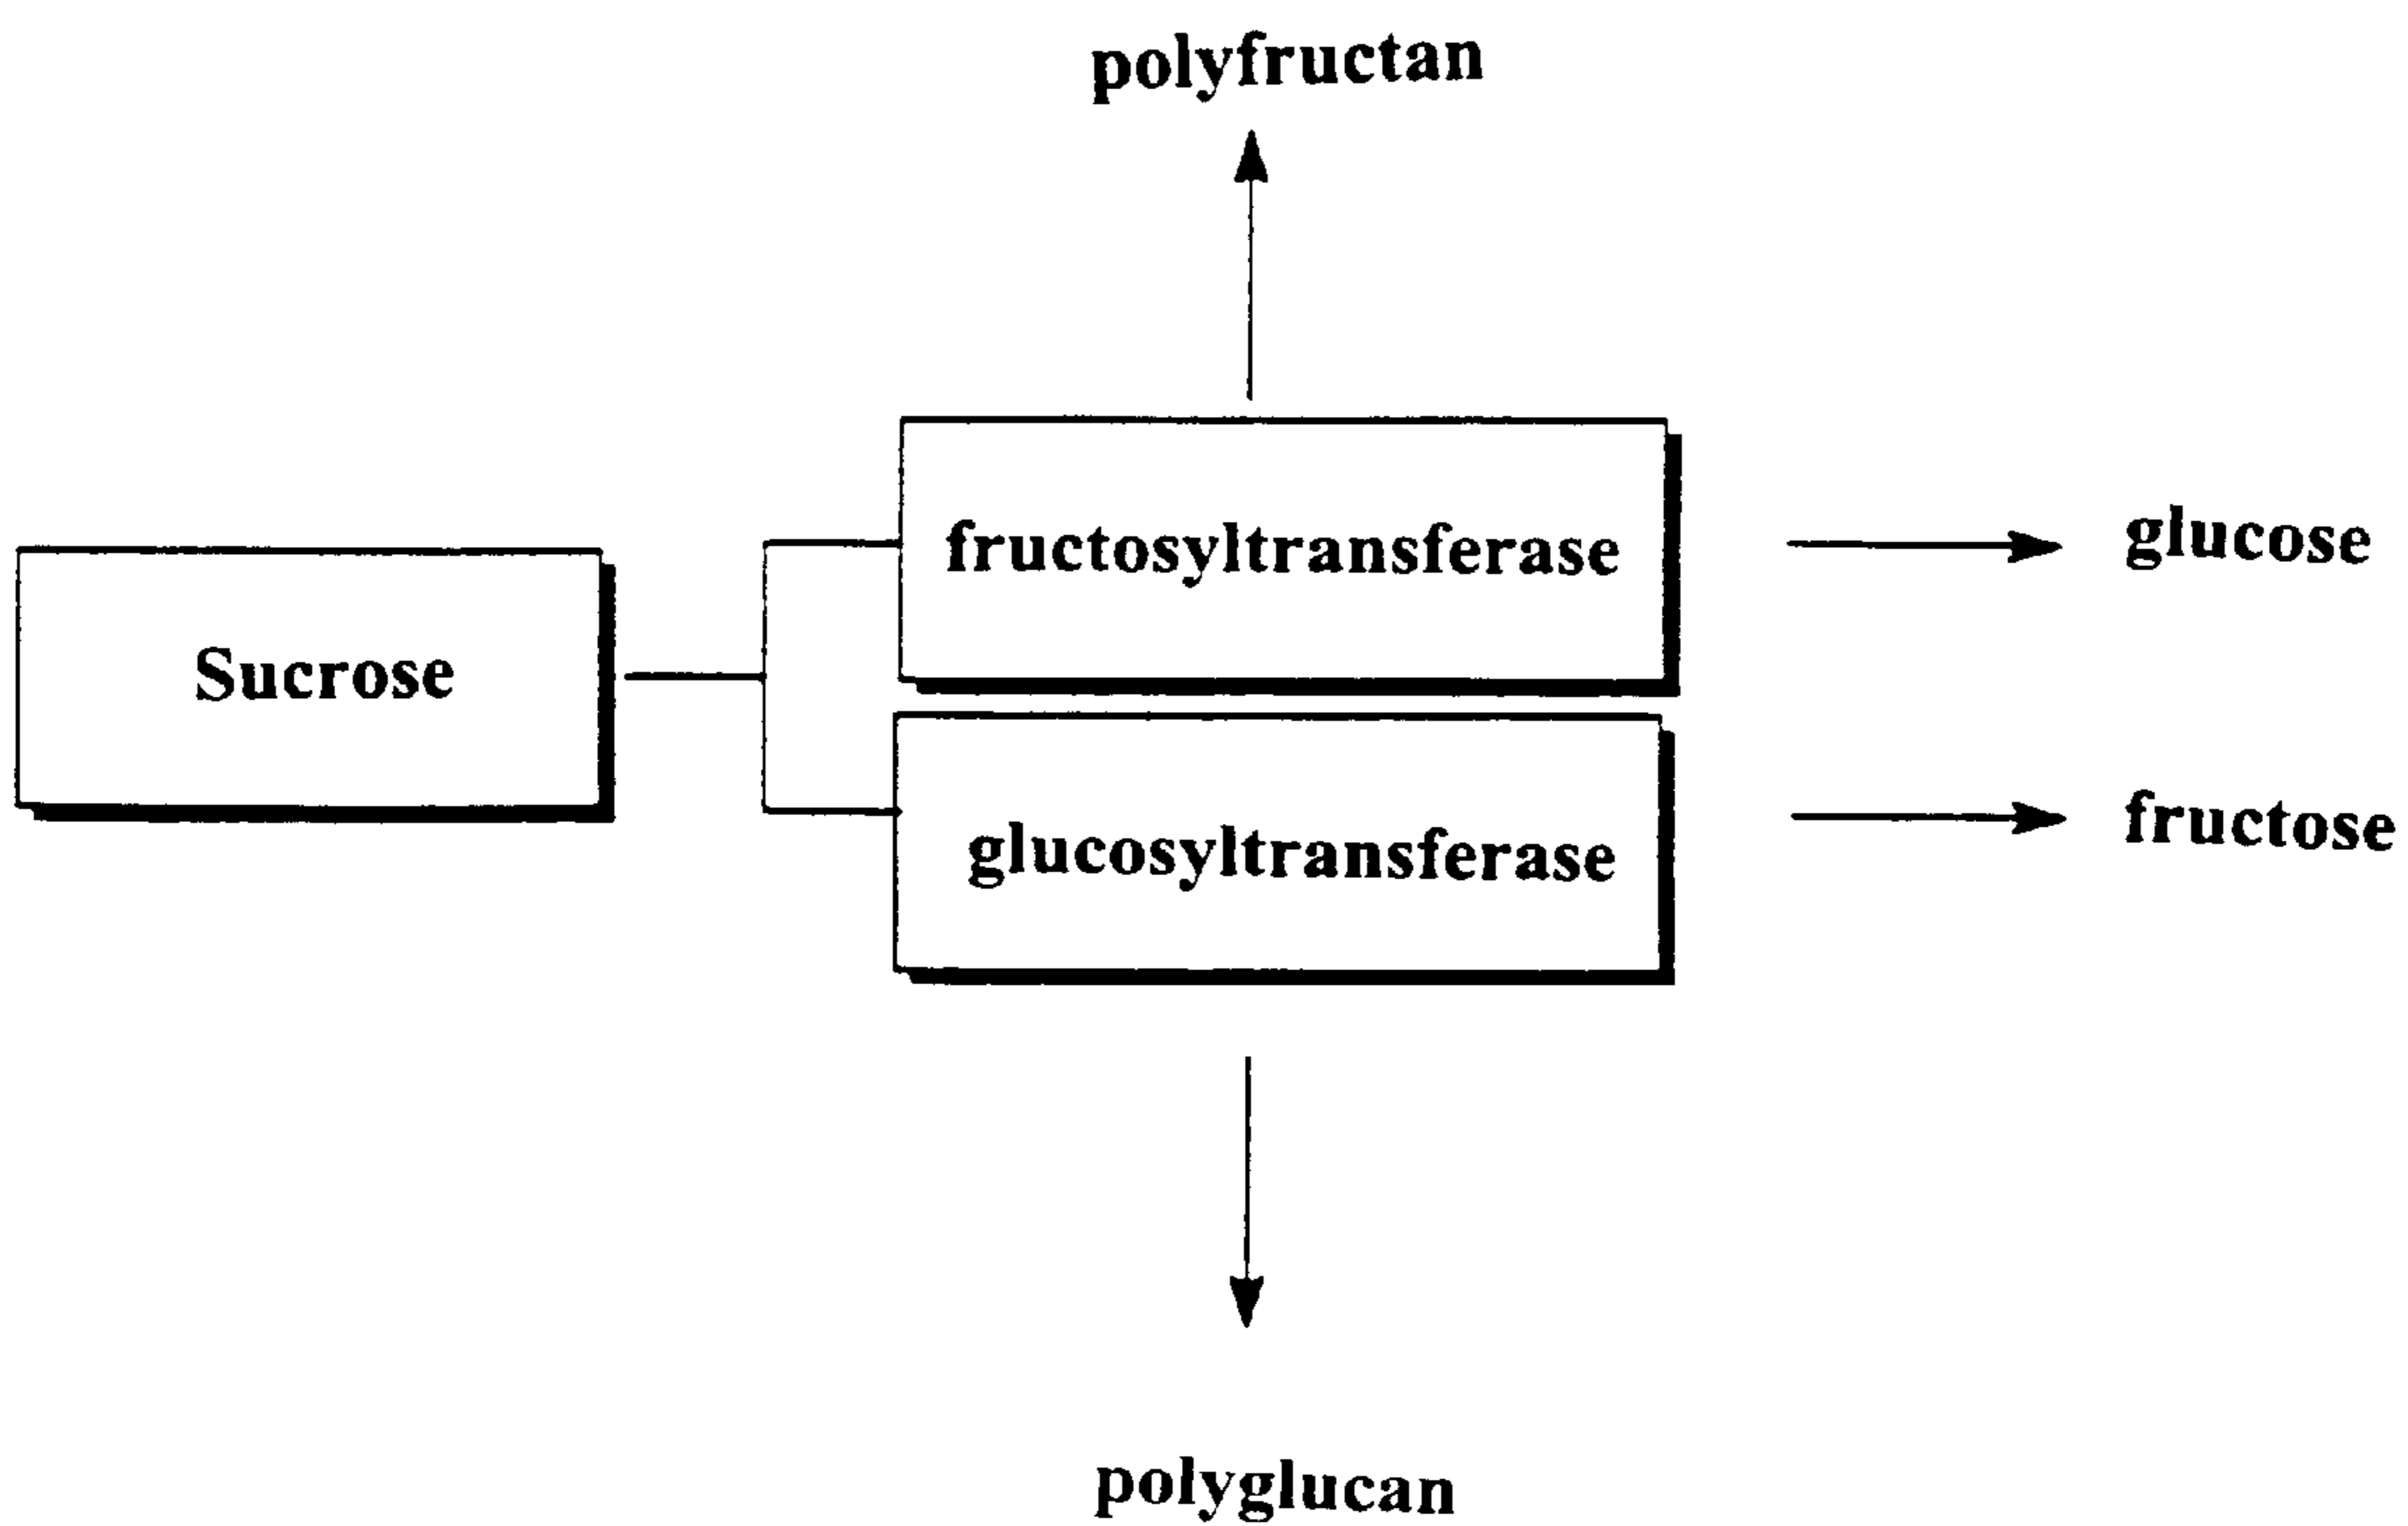 polyfructan
fructosyltransferase
glucose
Sucrose
glucosyltransferase
fructose
polyglucan